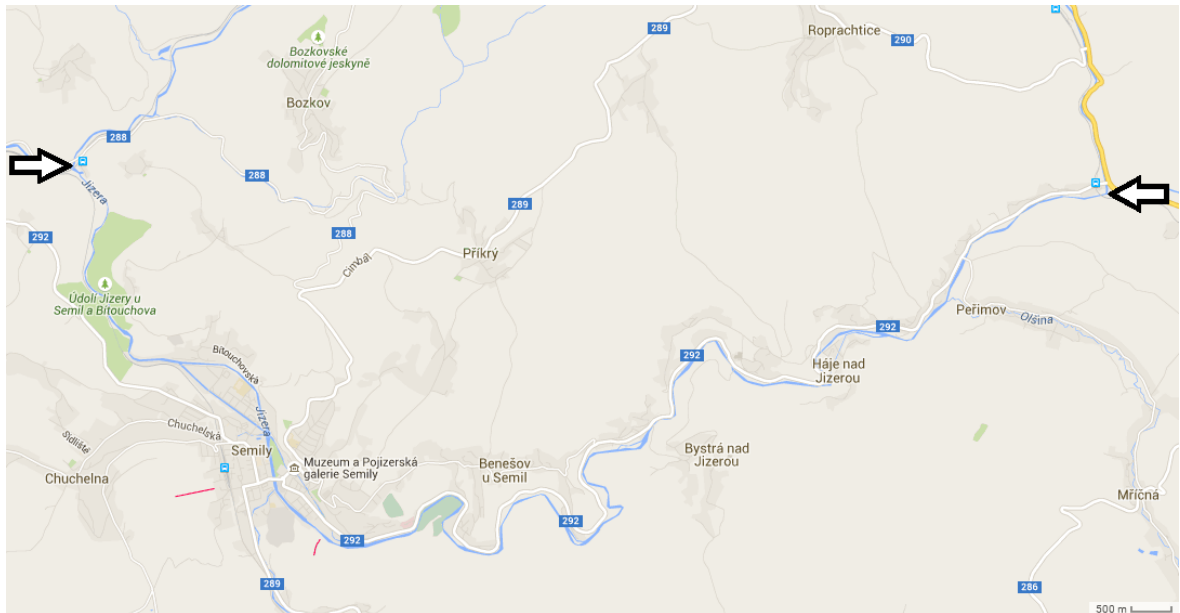 289
Roprachtice
290
Bozkovské
dolomitové jeskyně
Bozkov
288
Jizera
288
289
292
288
Příkrý
Cimbál
Údolí Jizery u
Semil a Bítouchova
Peřimov
Olšina
292
292
Háje nad
Jizerou
Bítouchovská
Jizera
Chuchelská
Sídliště
Semily
Chuchelna
Muzeum a Pojizerská
galerie Semily
Benešov
u Semil
Bystrá nad
Jizerou
Mříčná
292
292
289
286
500 m